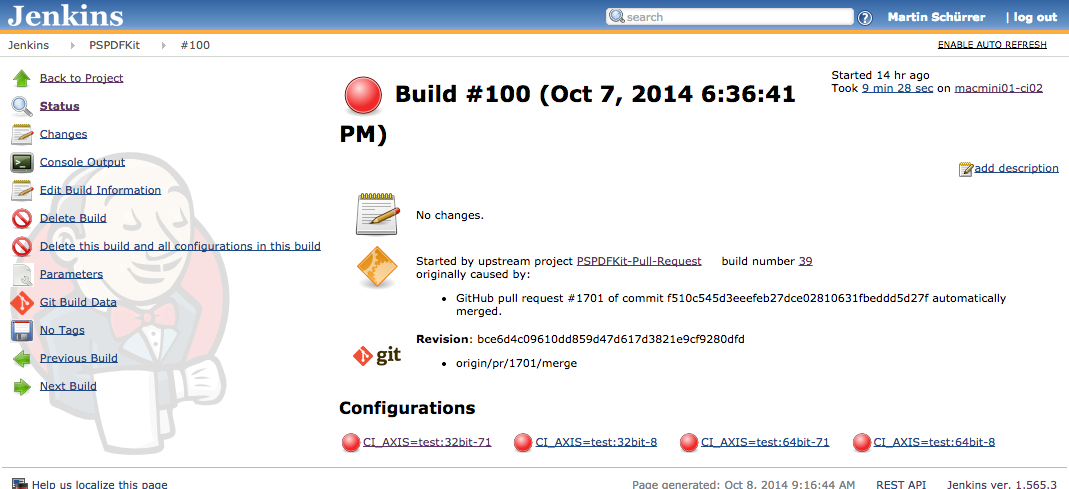 Jenkins
search
Martin Schürrer | log out
Jenkins PSPDFKit #100
ENABLE AUTO REFRESH
Back to Project
Status
Changes
Console Output
Edit Build Information
Delete Build
Delete this build and all configurations in this build
Parameters
Git Build Data
No Tags
Previous Build
Next Build
Build #100 (Oct 7, 2014 6:36:41
PM)
Started 14 hr ago
Took 9 min 28 sec on macmini01-ci02
add description
No changes.
Started by upstream project PSPDFKit-Pull-Request build number 39
originally caused by:
• GitHub pull request #1701 of commit f510c545d3eeefeb27dce02810631fbeddd5d27f automatically
merged.
git
Revision: bce6d4c09610dd859d47d617d3821e9cf9280dfd
• origin/pr/1701/merge
Configurations
CI_AXIS=test:32bit-71 CI_AXIS=test:32bit-8 CI_AXIS=test:64bit-71 CI_AXIS=test:64bit-8
Help us localize this page
Page generated: Oct 8, 2014 9:16:44 AM REST API Jenkins ver. 1.565.3